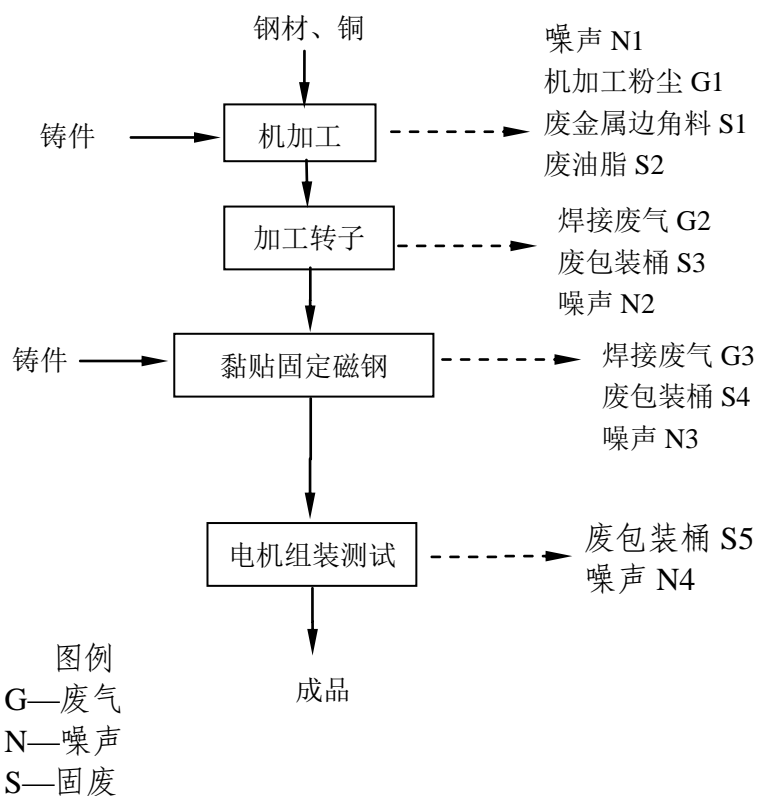 钢材、铜
噪声 N1
机加工粉尘 G1
废金属边角料 S1
废油脂 S2
铸件
机加工
加工转子
焊接废气 G2
废包装桶 S3
噪声 N2
铸件
黏贴固定磁钢
焊接废气 G3
废包装桶 S4
噪声 N3
电机组装测试
废包装桶 S5
噪声 N4
成品
图例
G—废气
N—噪声
S—固废